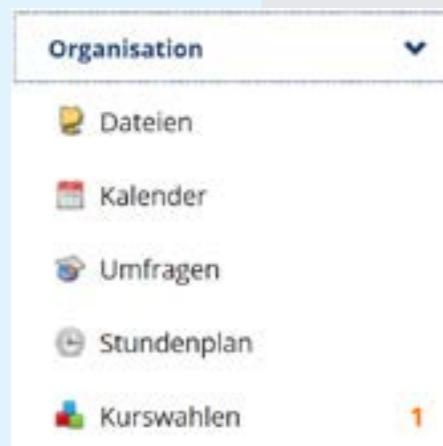 Organisation
Dateien
Kalender
Umfragen
Stundenplan
Kurswahlen 1